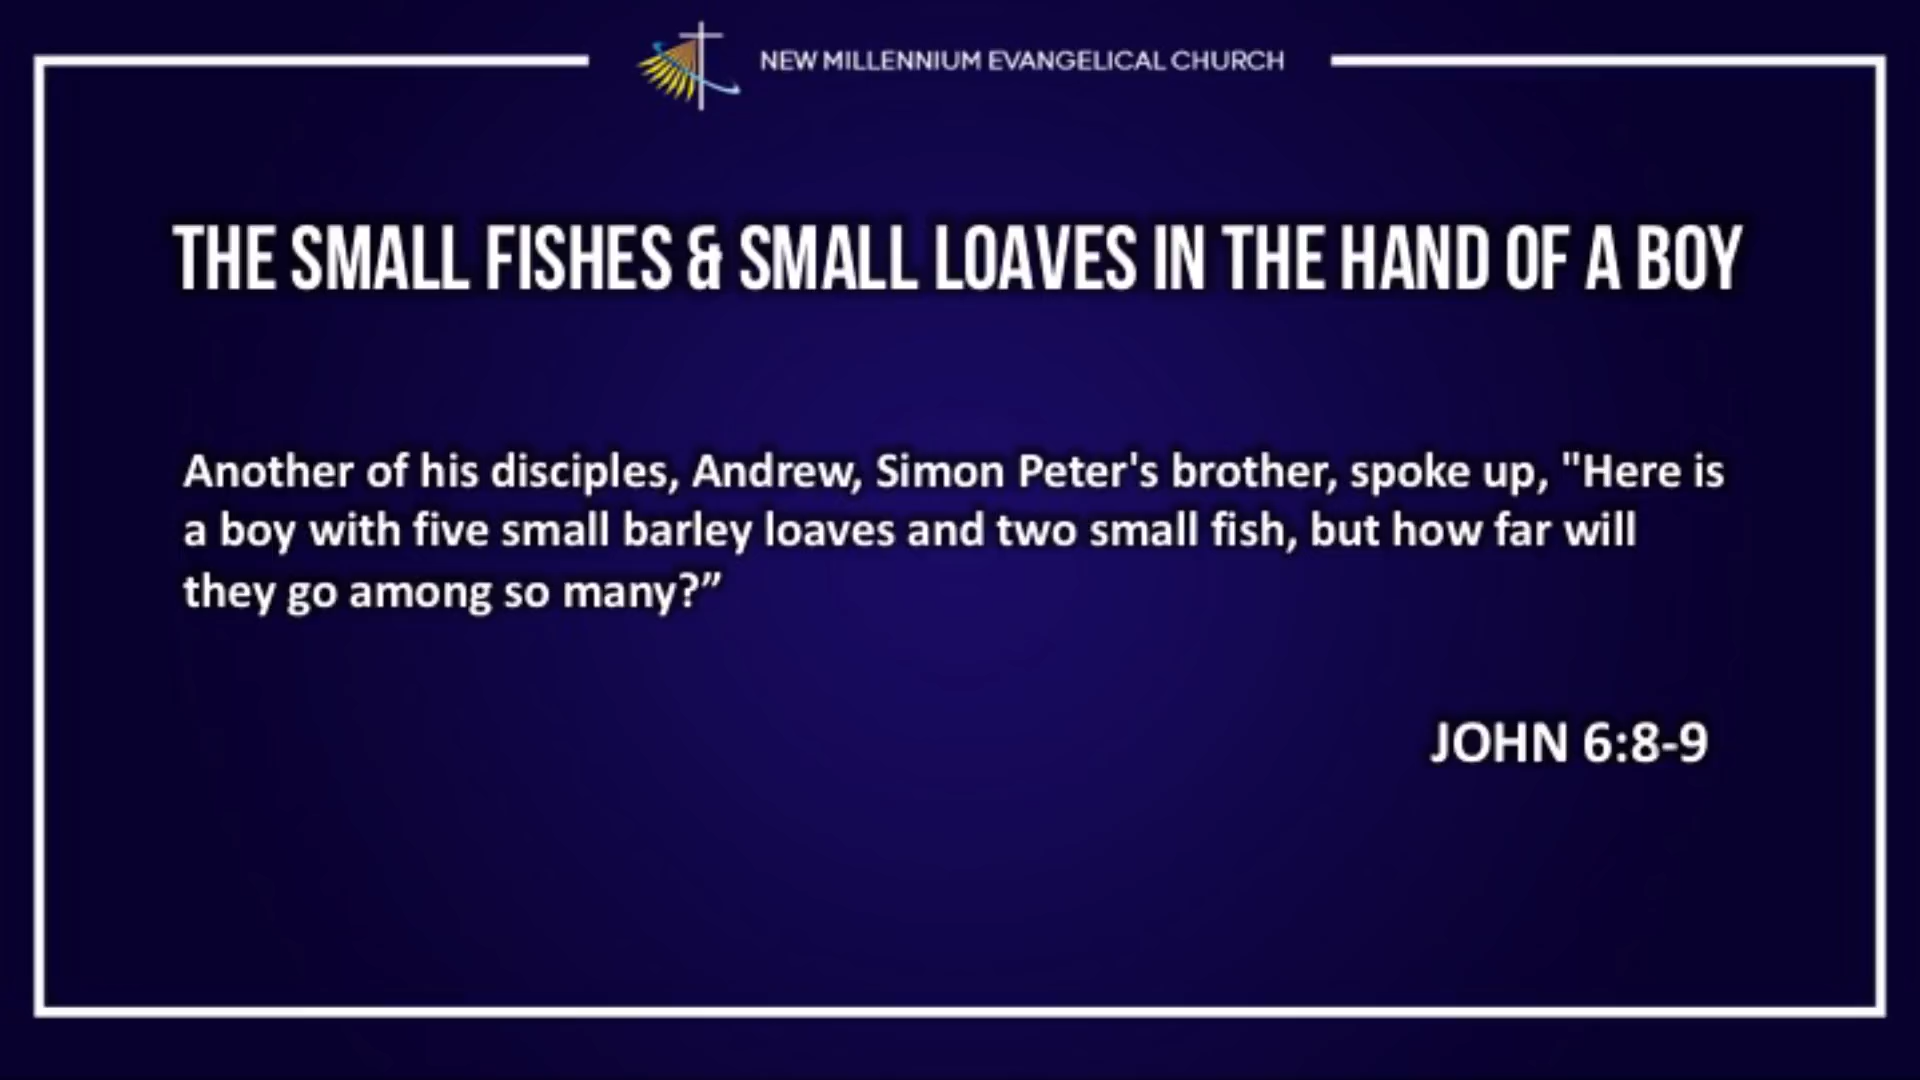 NEW MILLENNIUM EVANGELICAL CHURCH
THE SMALL FISHES & SMALL LOAVES IN THE HAND OF A BOY
Another of his disciples, Andrew, Simon Peter's brother, spoke up, "Here is
a boy with five small barley loaves and two small fish, but how far will
they go among so many?”
JOHN 6:8-9